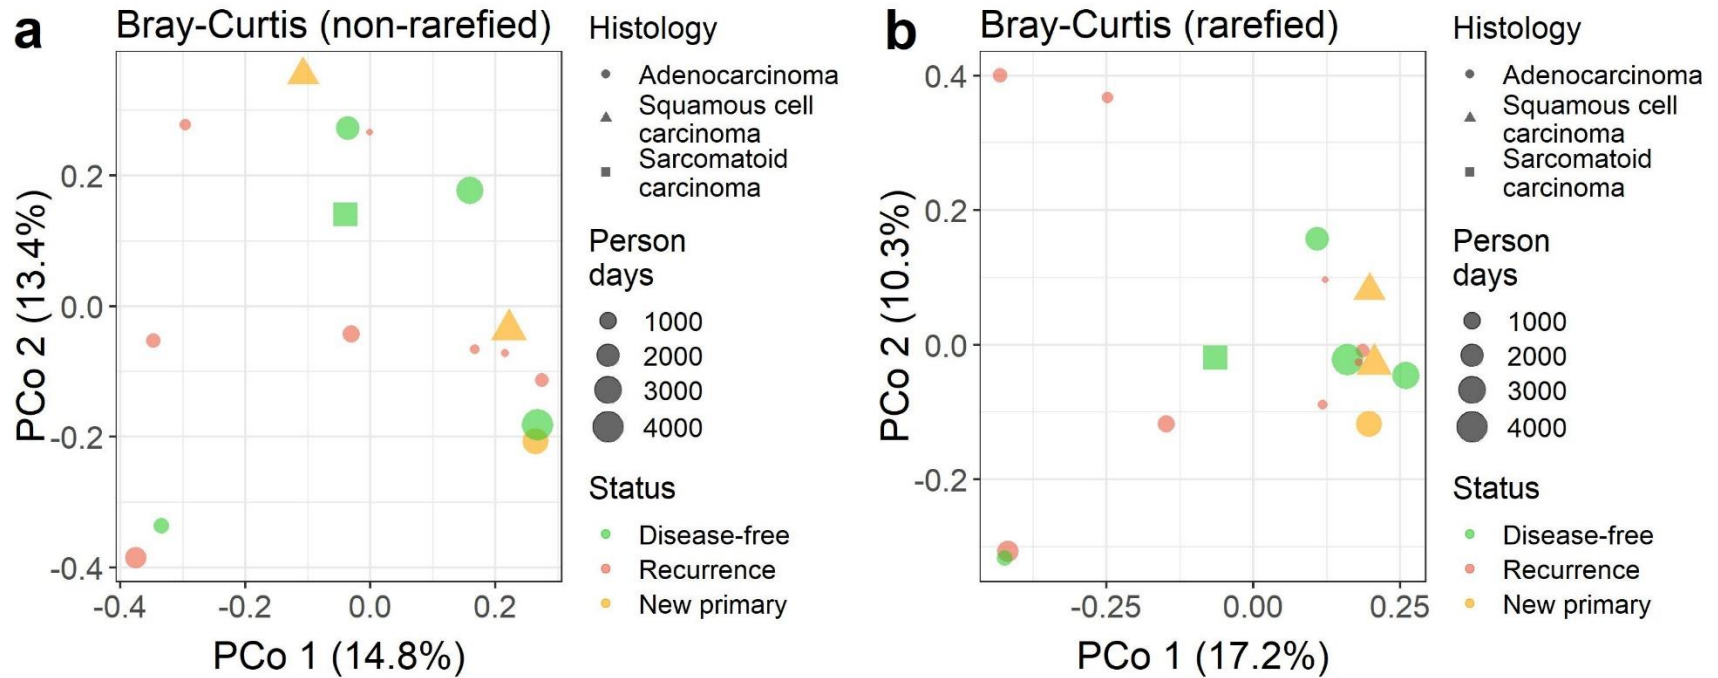 a
Bray-Curtis (non-rarefied)
PCo 2 (13.4%)
0.2
0.0
-0.2
-0.4
-0.4
-0.2
0.0
0.2
PCo 1 (14.8%)
Histology
Adenocarcinoma
Squamous cell
carcinoma
Sarcomatoid
carcinoma
Person
days
1000
2000
3000
4000
Status
Disease-free
Recurrence
New primary
b
Bray-Curtis (rarefied)
PCo 2 (10.3%)
0.4
0.2
0.0
-0.2
-0.25
0.00
0.25
PCo 1 (17.2%)
Histology
Adenocarcinoma
Squamous cell
carcinoma
Sarcomatoid
carcinoma
Person
days
1000
2000
3000
4000
Status
Disease-free
Recurrence
New primary